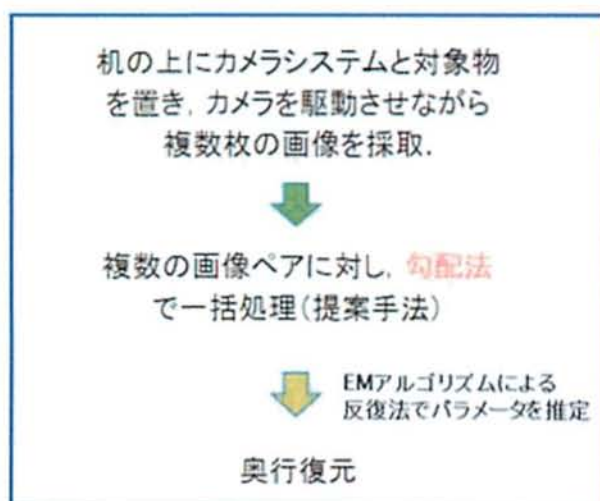 机の上にカメラシステムと対象物
を置き，カメラを駆動させながら
複数枚の画像を採取．
複数の画像ペアに対し，勾配法
で一括処理(提案手法)
EMアルゴリズムによる
反復法でパラメータを推定
奥行復元